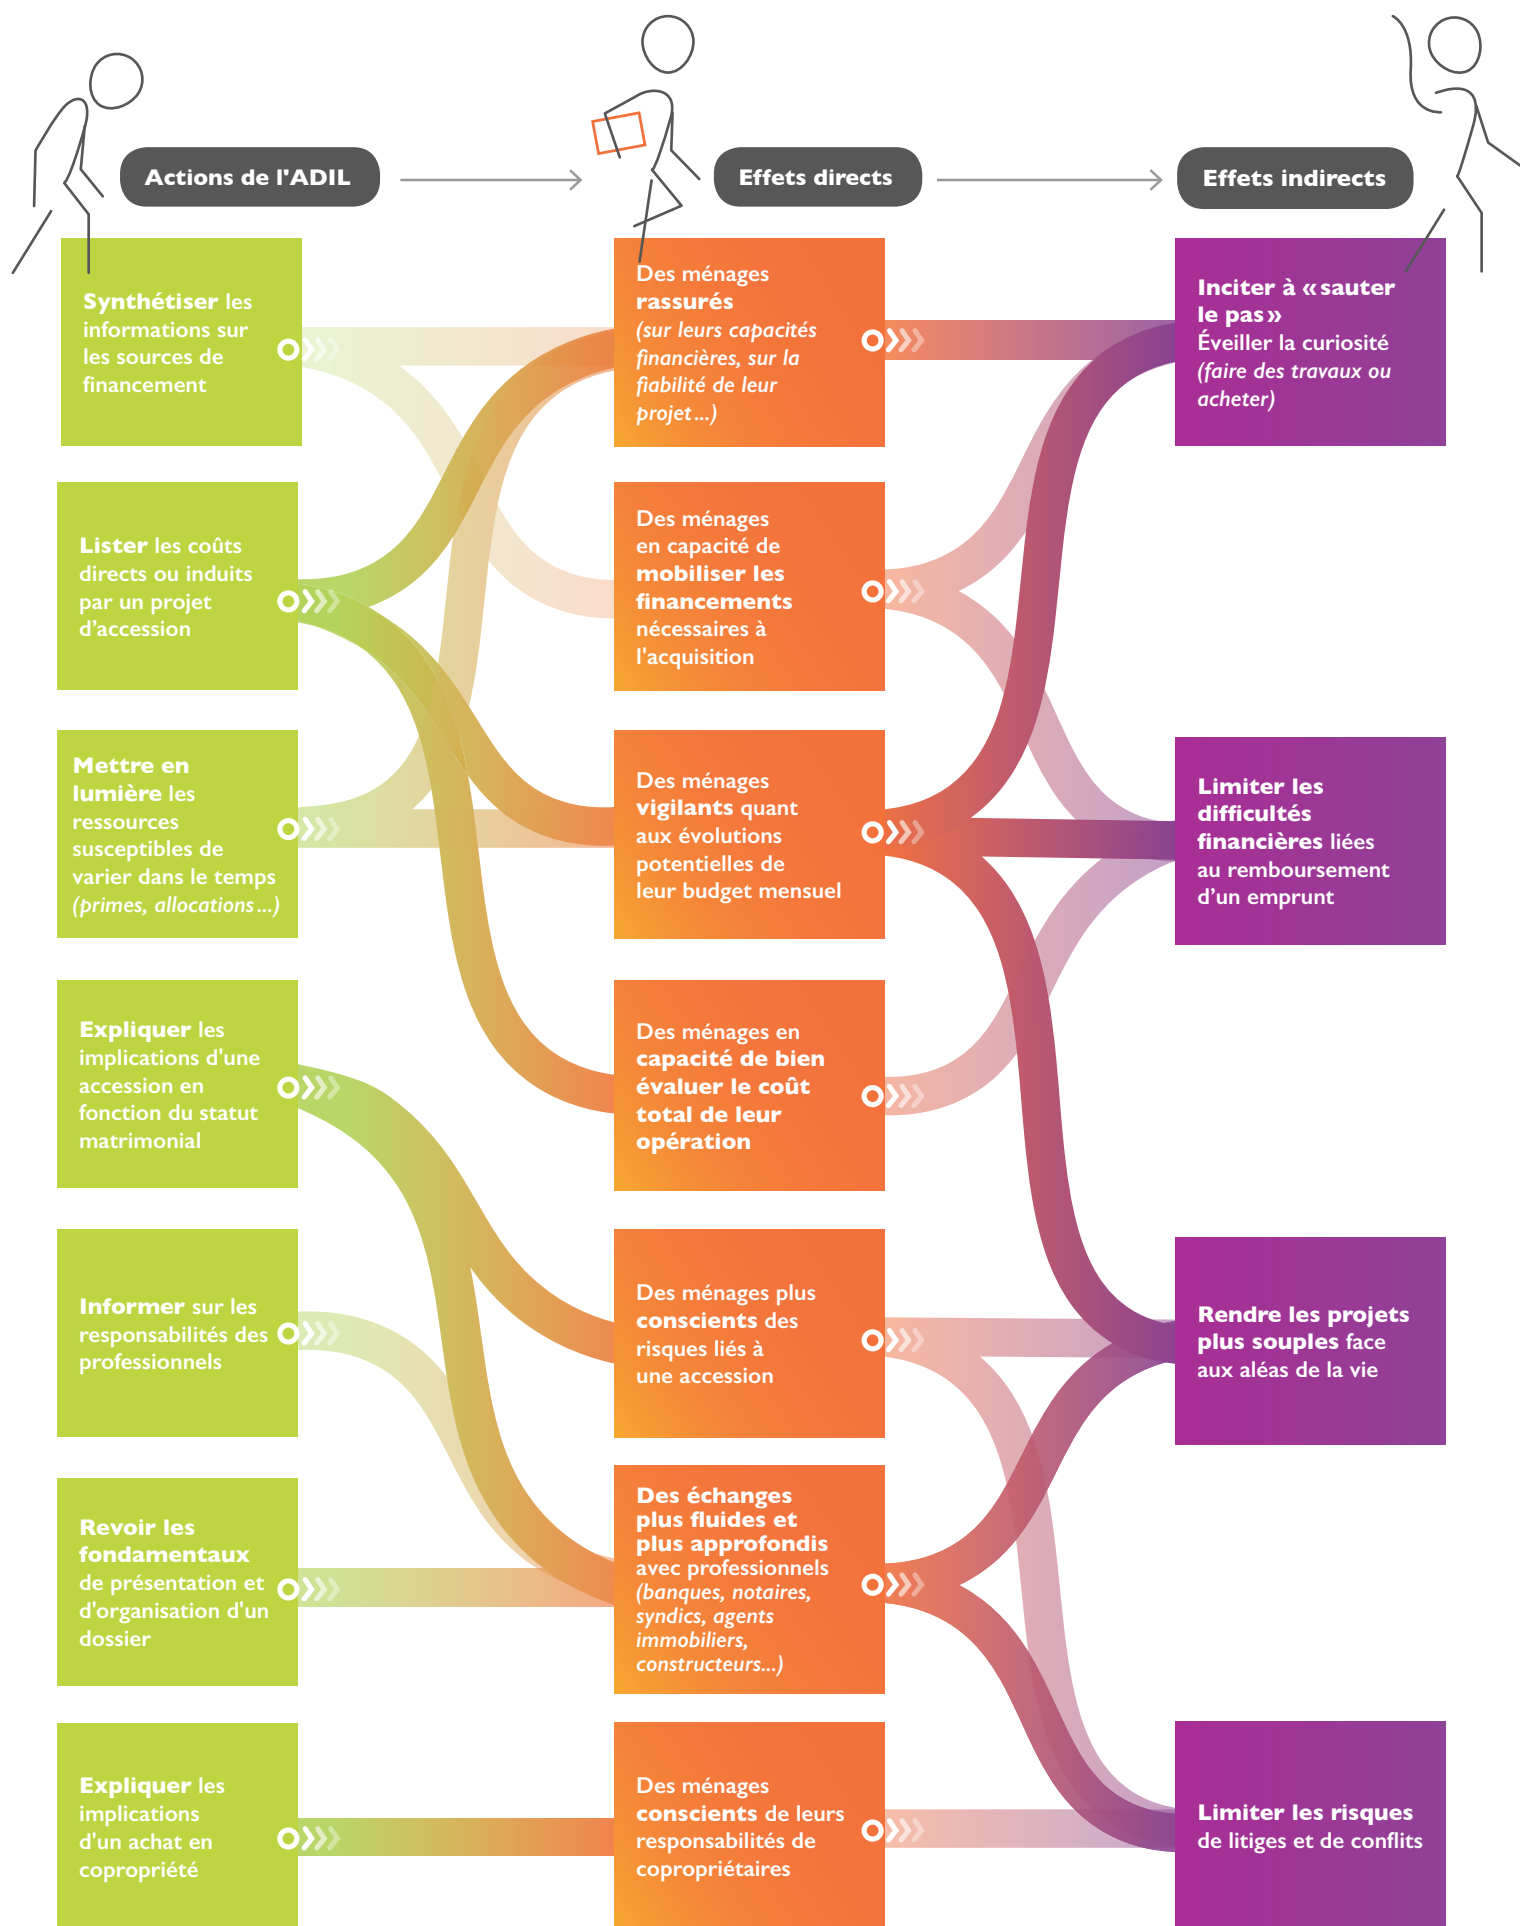 Actions de l'ADIL
Effets directs
Effets indirects
Synthétiser les
informations sur
les sources de
financement
Lister les coûts
directs ou induits
par un projet
d’accession
Mettre en
lumière les
ressources
susceptibles de
varier dans le temps
(primes, allocations...)
Expliquer les
implications d'une
accession en
fonction du statut
matrimonial
Informer sur les
responsabilités des
professionnels
Revoir les
fondamentaux
de présentation et
d'organisation d'un
dossier
Expliquer les
implications
d'un achat en
copropriété
Des ménages
rassurés
(sur leurs capacités
financières, sur la
fiabilité de leur
projet...)
Des ménages
en capacité de
mobiliser les
financements
nécessaires à
l'acquisition
Des ménages
vigilants quant
aux évolutions
potentielles de
leur budget mensuel
Des ménages en
capacité de bien
évaluer le coût
total de leur
opération
Des ménages plus
conscients des
risques liés à
une accession
Des échanges
plus fluides et
plus approfondis
avec professionnels
(banques, notaires,
syndics, agents
immobiliers,
constructeurs...)
Des ménages
conscients de leurs
responsabilités de
copropriétaires
Inciter à «sauter
le pas»
Éveiller la curiosité
(faire des travaux ou
acheter)
Limiter les
difficultés
financières liées
au remboursement
d’un emprunt
Rendre les projets
plus souples face
aux aléas de la vie
Limiter les risques
de litiges et de conflits